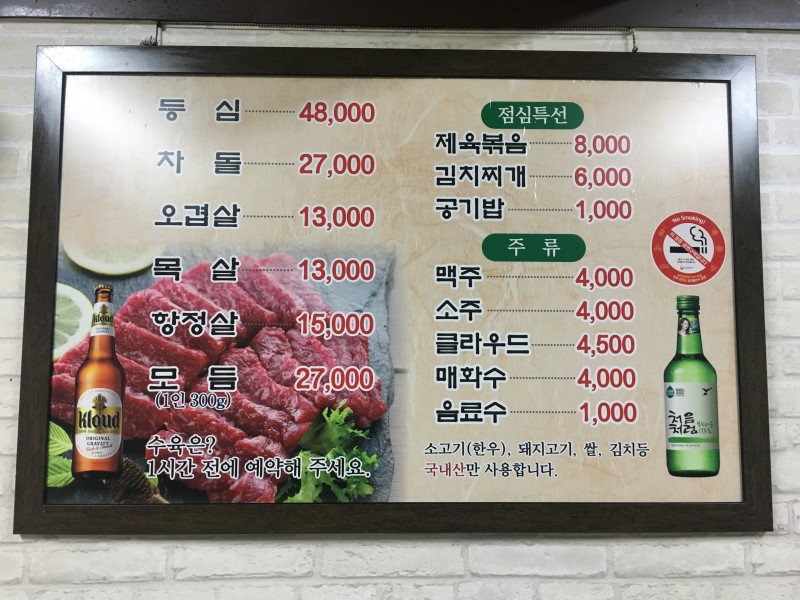 등 심 48,000
차 돌 27,000
오겹살 13,000
목 살 13,000
항정살 15,000
모 듬 27,000
(1인 300g)
수육은?
1시간 전에 예약해 주세요.
점심특선
제육볶음 8,000
김치찌개 6,000
공기밥 1,000
주 류
맥주 4,000
소주 4,000
클라우드 4,500
매화수 4,000
음료수 1,000
소고기(한우), 돼지고기, 쌀, 김치등
국내산만 사용합니다.
No Smoking!
Kloud
ORIGINAL
GRAVITY
처음
처럼